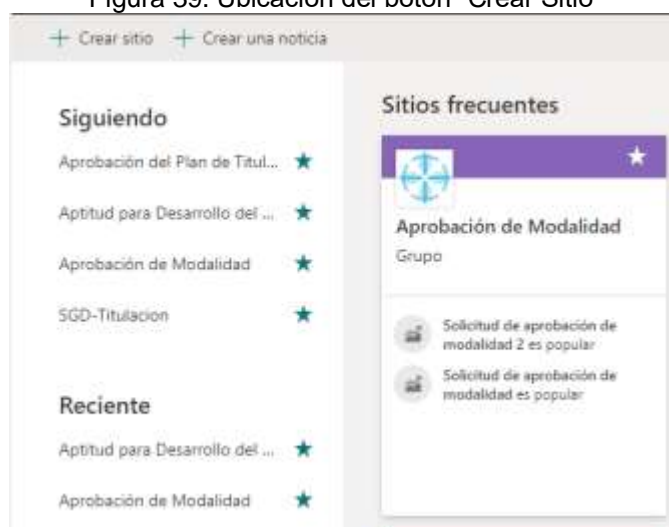 Figura 39. Ubicación del botón "Crear Sitio"
+ Crear sitio + Crear una noticia
Siguiendo
Aprobación del Plan de Titul...
Aptitud para Desarrollo del ...
Aprobación de Modalidad
SGD-Titulacion
Reciente
Aptitud para Desarrollo del ...
Aprobación de Modalidad
Sitios frecuentes
Aprobación de Modalidad
Grupo
Solicitud de aprobación de
modalidad 2 es popular
Solicitud de aprobación de
modalidad es popular